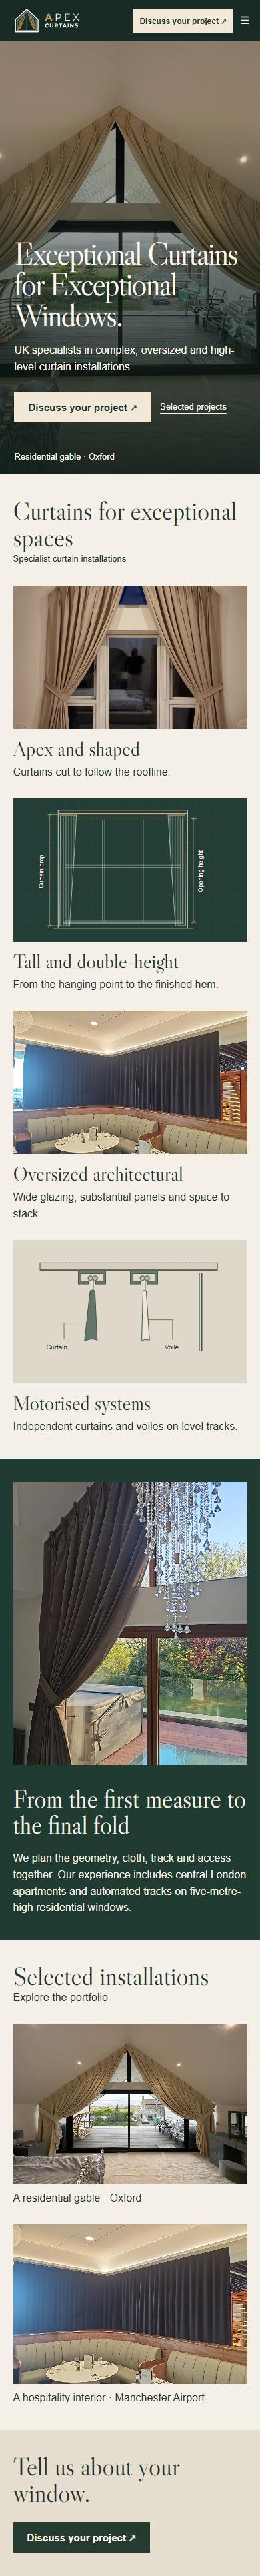 APEX
CURTAINS
Discuss your project ↗
☰
Exceptional Curtains
for Exceptional
Windows.
UK specialists in complex, oversized and high-
level curtain installations.
Discuss your project ↗
Selected projects
Residential gable · Oxford
Curtains for exceptional
spaces
Specialist curtain installations
Apex and shaped
Curtains cut to follow the roofline.
Curtain drop
Opening height
Tall and double-height
From the hanging point to the finished hem.
Oversized architectural
Wide glazing, substantial panels and space to
stack.
Curtain
Voile
Motorised systems
Independent curtains and voiles on level tracks.
From the first measure to
the final fold
We plan the geometry, cloth, track and access
together. Our experience includes central London
apartments and automated tracks on five-metre-
high residential windows.
Selected installations
Explore the portfolio
A residential gable · Oxford
A hospitality interior · Manchester Airport
Tell us about your
window.
Discuss your project ↗